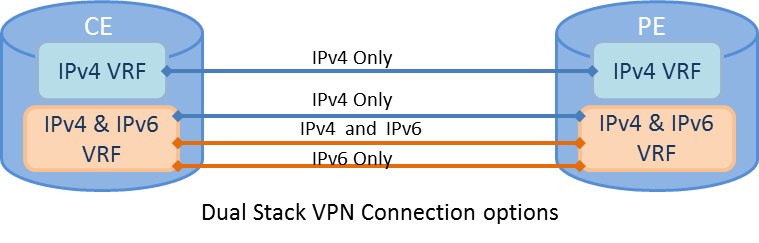 CE
PE
IPv4 VRF
IPv4 Only
IPv4 VRF
IPv4 Only
IPv4 & IPv6
VRF
IPv4 and IPv6
IPv6 Only
IPv4 & IPv6
VRF
Dual Stack VPN Connection options